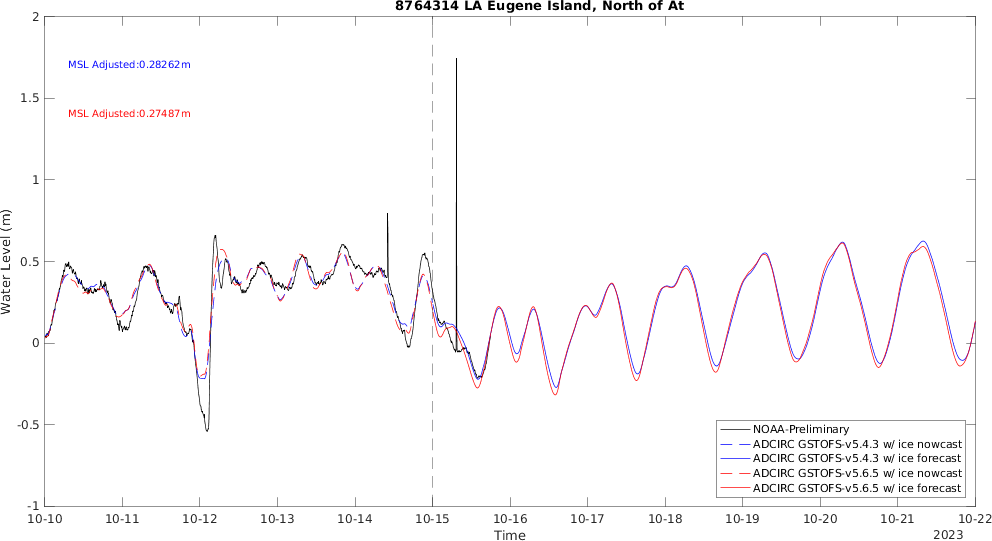 8764314 LA Eugene Island, North of At
MSL Adjusted:0.28262m
MSL Adjusted:0.27487m
Water Level (m)
2
1.5
1
0.5
0
-0.5
-1
NOAA-Preliminary
ADCIRC GSTOFS-v5.4.3 w/ ice nowcast
ADCIRC GSTOFS-v5.4.3 w/ ice forecast
ADCIRC GSTOFS-v5.6.5 w/ ice nowcast
ADCIRC GSTOFS-v5.6.5 w/ ice forecast
10-10 10-11 10-12 10-13 10-14 10-15 10-16 10-17 10-18 10-19 10-20 10-21 10-22
Time
2023